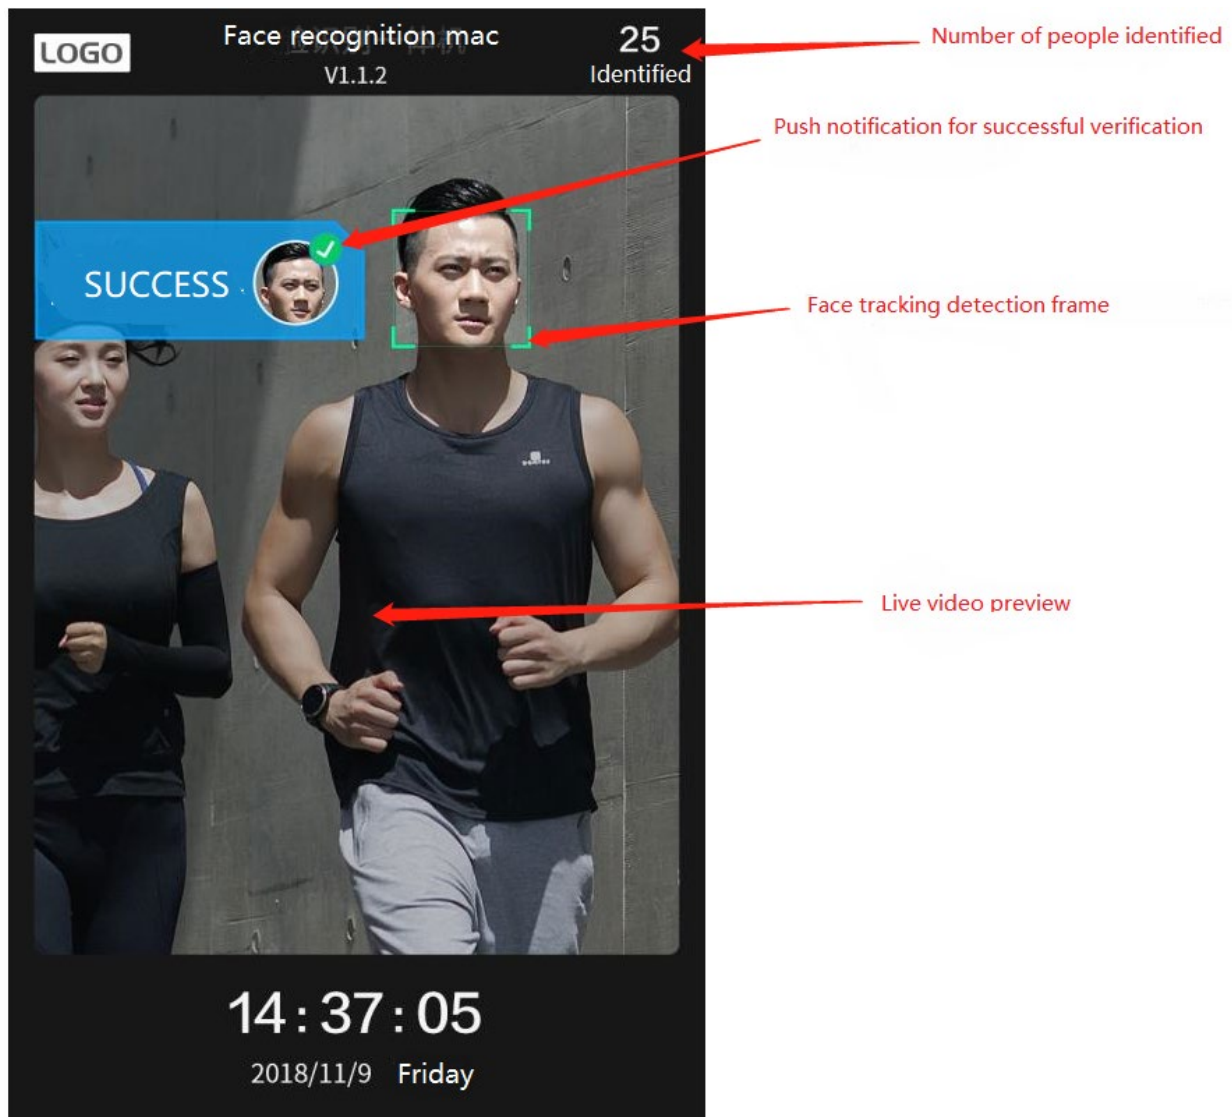 LOGO
Face recognition mac
V1.1.2
25
Identified
Number of people identified
Push notification for successful verification
SUCCESS
Face tracking detection frame
Live video preview
14:37:05
2018/11/9 Friday